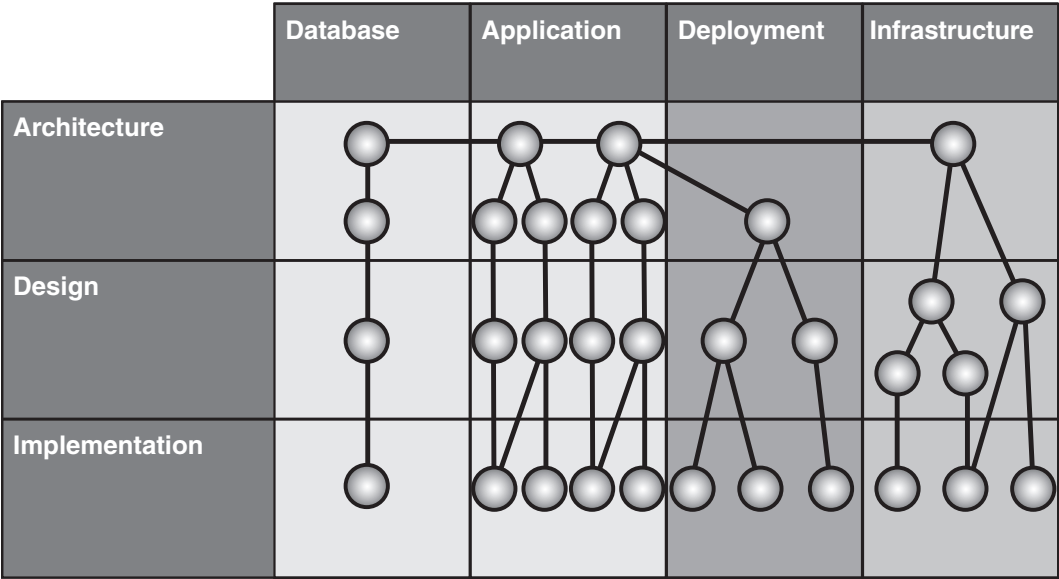 Database Application Deployment Infrastructure
Architecture
Design
Implementation